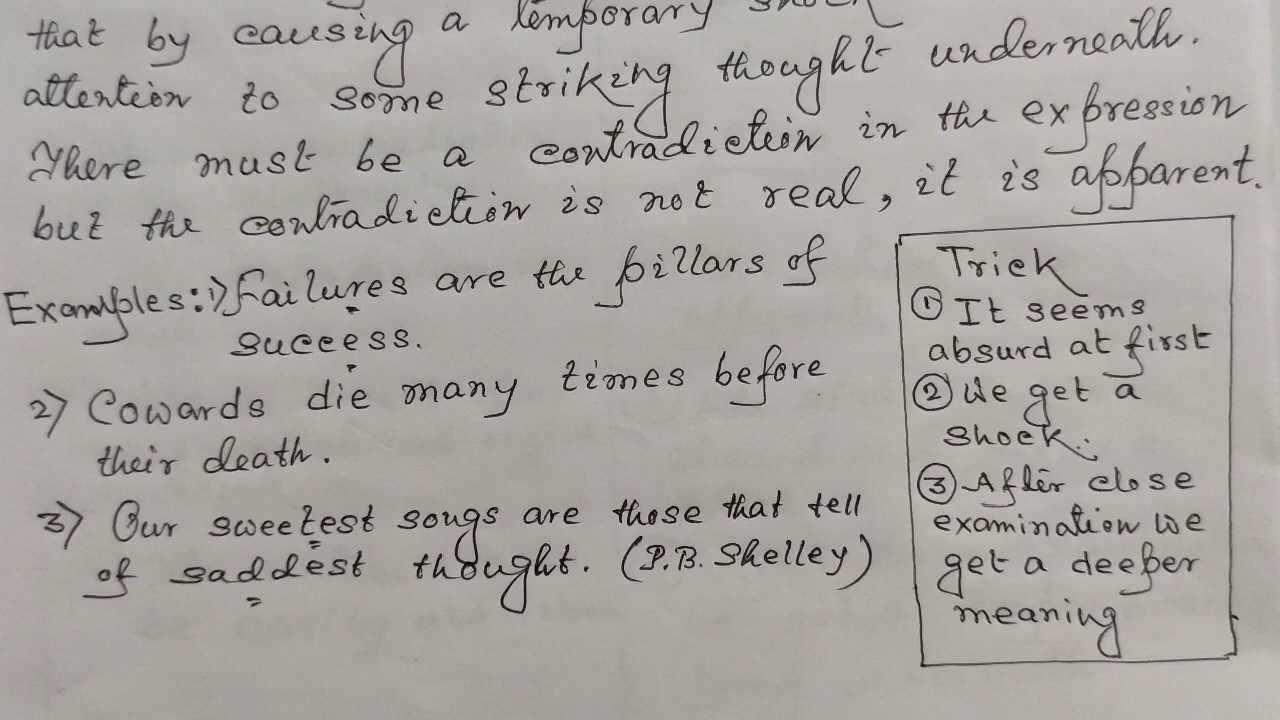 that by causing a temporary shock
attention to some striking thought underneath.
There must be a contradiction in the expression
but the contradiction is not real, it is apparent.
Examples: 1) Failures are the pillars of
success.
2) Cowards die many times before
their death.
3) Our sweetest songs are those that tell
of saddest thought. (P.B. Shelley)
Trick
① It seems
absurd at first
② We get a
shock.
③ After close
examination we
get a deeper
meaning